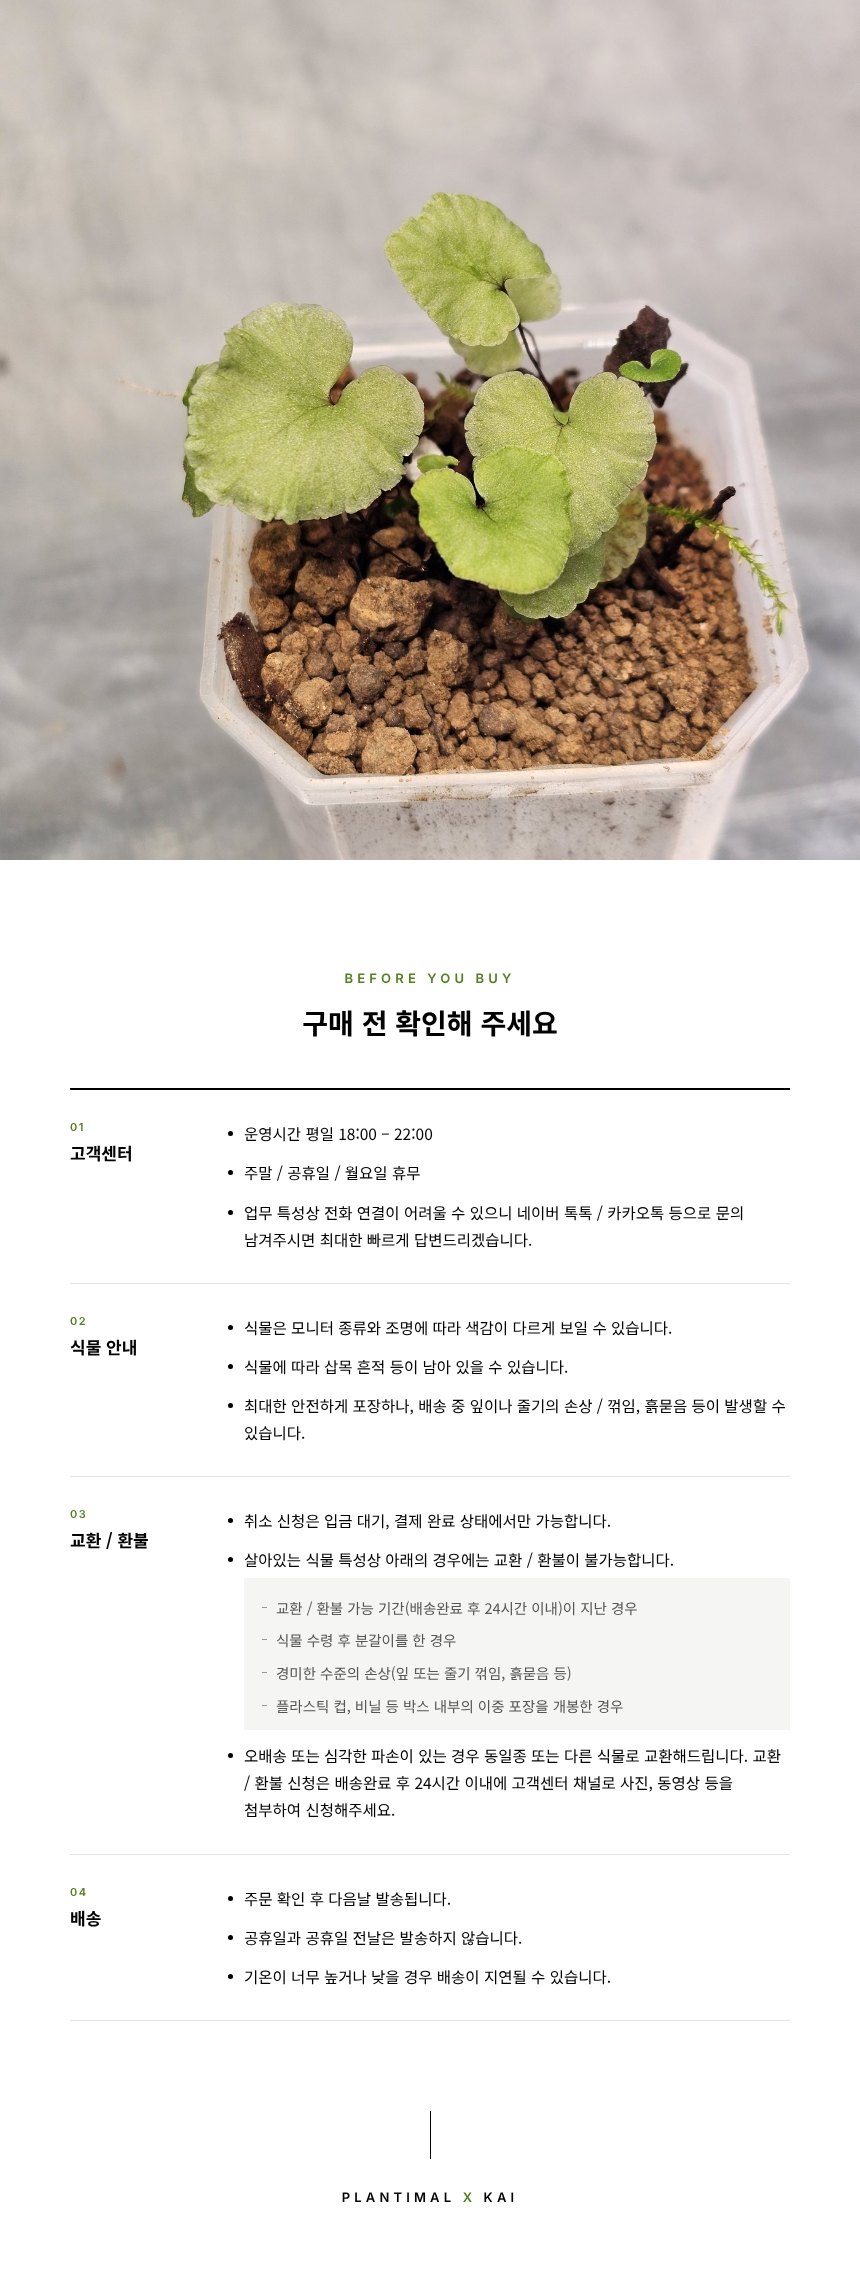 BEFORE YOU BUY
구매 전 확인해 주세요
01
고객센터
• 운영시간 평일 18:00 – 22:00
• 주말 / 공휴일 / 월요일 휴무
• 업무 특성상 전화 연결이 어려울 수 있으니 네이버 톡톡 / 카카오톡 등으로 문의
남겨주시면 최대한 빠르게 답변드리겠습니다.
02
식물 안내
• 식물은 모니터 종류와 조명에 따라 색감이 다르게 보일 수 있습니다.
• 식물에 따라 삽목 흔적 등이 남아 있을 수 있습니다.
• 최대한 안전하게 포장하나, 배송 중 잎이나 줄기의 손상 / 꺾임, 흙묻음 등이 발생할 수
있습니다.
03
교환 / 환불
• 취소 신청은 입금 대기, 결제 완료 상태에서만 가능합니다.
• 살아있는 식물 특성상 아래의 경우에는 교환 / 환불이 불가능합니다.
– 교환 / 환불 가능 기간(배송완료 후 24시간 이내)이 지난 경우
– 식물 수령 후 분갈이를 한 경우
– 경미한 수준의 손상(잎 또는 줄기 꺾임, 흙묻음 등)
– 플라스틱 컵, 비닐 등 박스 내부의 이중 포장을 개봉한 경우
• 오배송 또는 심각한 파손이 있는 경우 동일종 또는 다른 식물로 교환해드립니다. 교환
/ 환불 신청은 배송완료 후 24시간 이내에 고객센터 채널로 사진, 동영상 등을
첨부하여 신청해주세요.
04
배송
• 주문 확인 후 다음날 발송됩니다.
• 공휴일과 공휴일 전날은 발송하지 않습니다.
• 기온이 너무 높거나 낮을 경우 배송이 지연될 수 있습니다.
PLANTIMAL X KAI